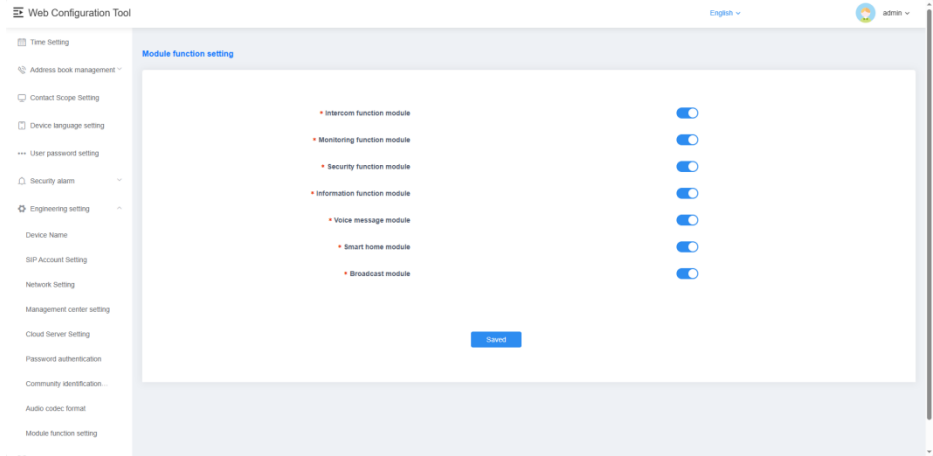 Web Configuration Tool
English
admin
Time Setting
Address book management
Contact Scope Setting
Device language setting
User password setting
Security alarm
Engineering setting
Device Name
SIP Account Setting
Network Setting
Management center setting
Cloud Server Setting
Password authentication
Community identification...
Audio codec format
Module function setting
Module function setting
* Intercom function module
* Monitoring function module
* Security function module
* Information function module
* Voice message module
* Smart home module
* Broadcast module
Saved